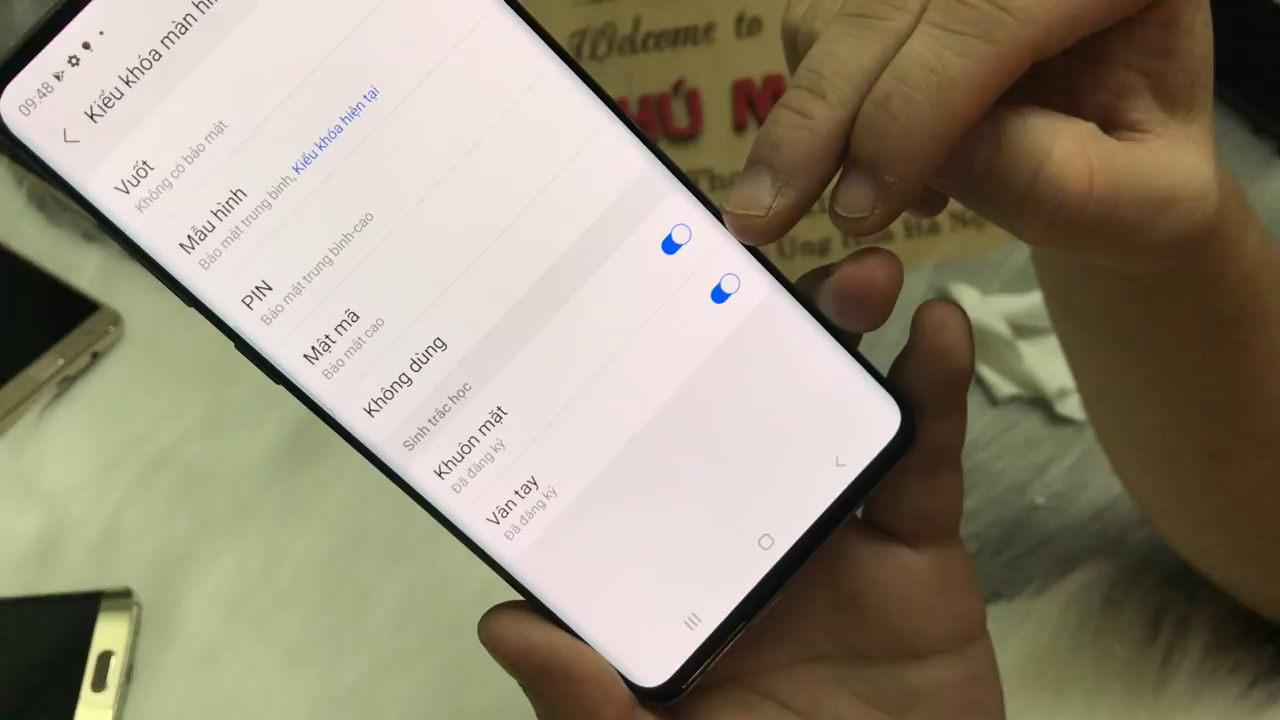 09:48
Kiểu khóa màn
Vuốt
Không có bảo mật
Mẫu hình
Bảo mật trung bình, Kiểu khóa hiện tại
PIN
Bảo mật trung bình-cao
Mật mã
Bảo mật cao
Không dùng
Sinh trắc học
Khuôn mặt
Đã đăng ký
Vân tay
Đã đăng ký
Welcome to
HÚ M